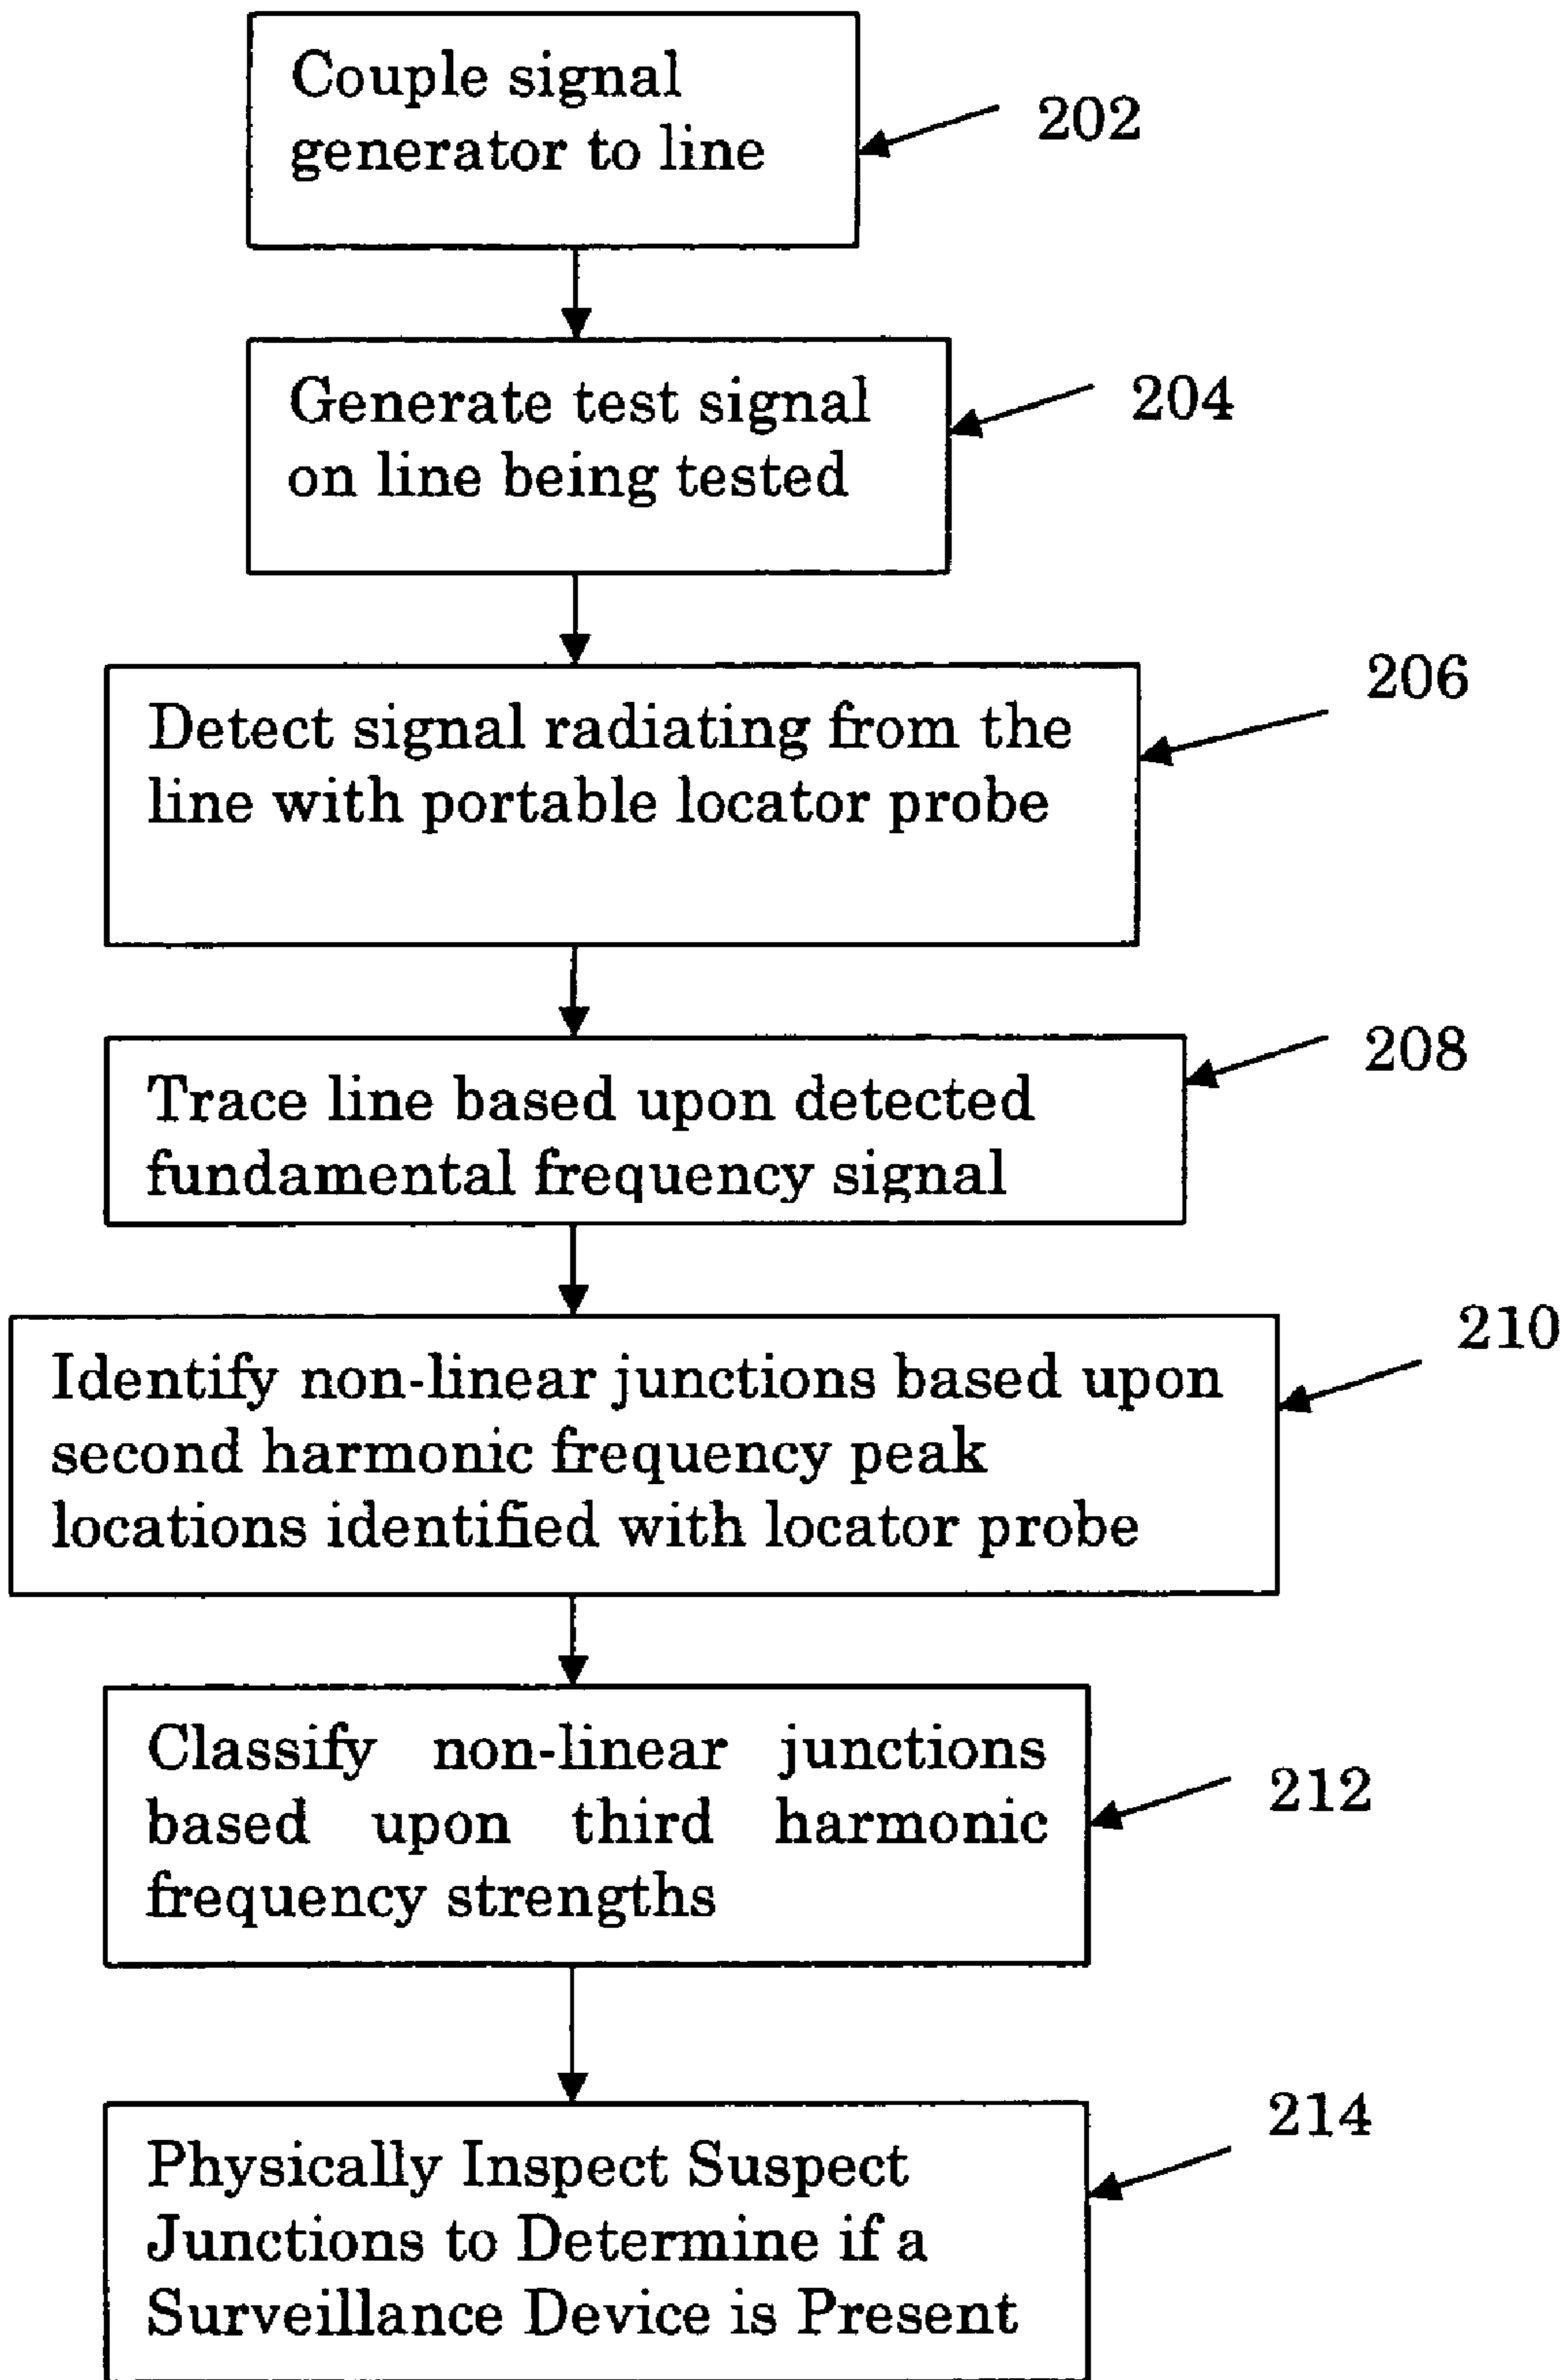 Couple signal
generator to line
202
Generate test signal
on line being tested
204
206
Detect signal radiating from the
line with portable locator probe
208
Trace line based upon detected
fundamental frequency signal
210
Identify non-linear junctions based upon
second harmonic frequency peak
locations identified with locator probe
Classify non-linear junctions
based upon third harmonic
frequency strengths
212
214
Physically Inspect Suspect
Junctions to Determine if a
Surveillance Device is Present